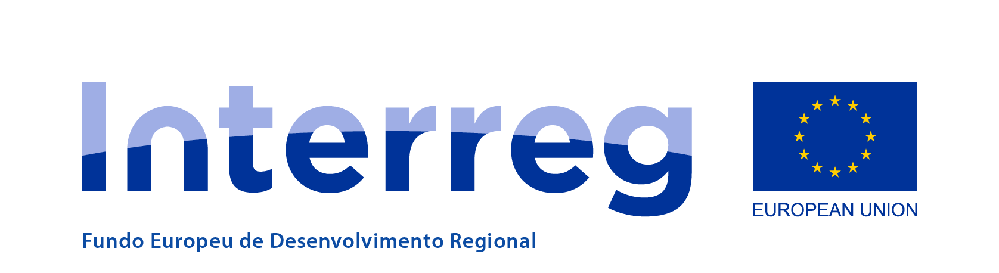 Interreg
EUROPEAN UNION
Fundo Europeu de Desenvolvimento Regional